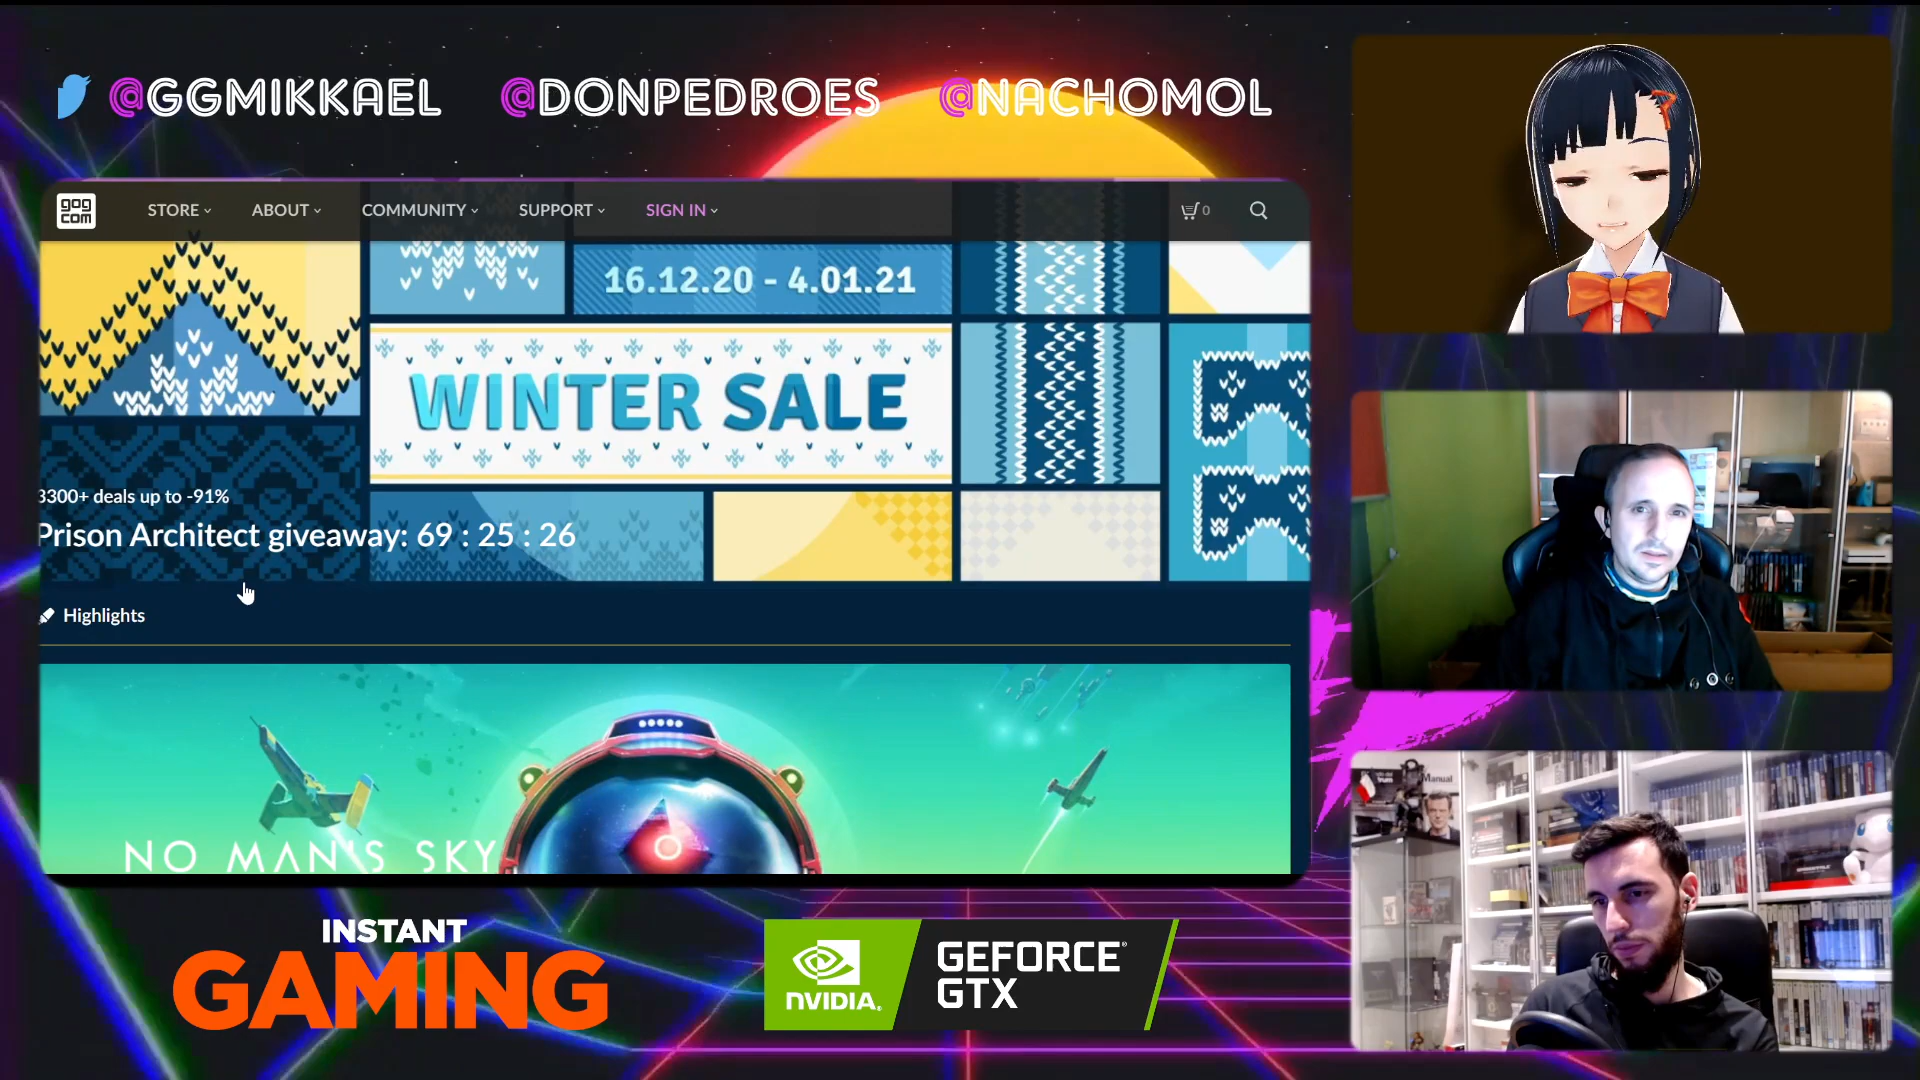 @GGMIKKAEL @DONPEDROES @NACHOMOL
gog
com
STORE ABOUT COMMUNITY SUPPORT SIGN IN 0
16.12.20 - 4.01.21
WINTER SALE
3300+ deals up to -91%
Prison Architect giveaway: 69 : 25 : 26
Highlights
NO MAN'S SKY
INSTANT
GAMING
NVIDIA.
GEFORCE®
GTX
Manual